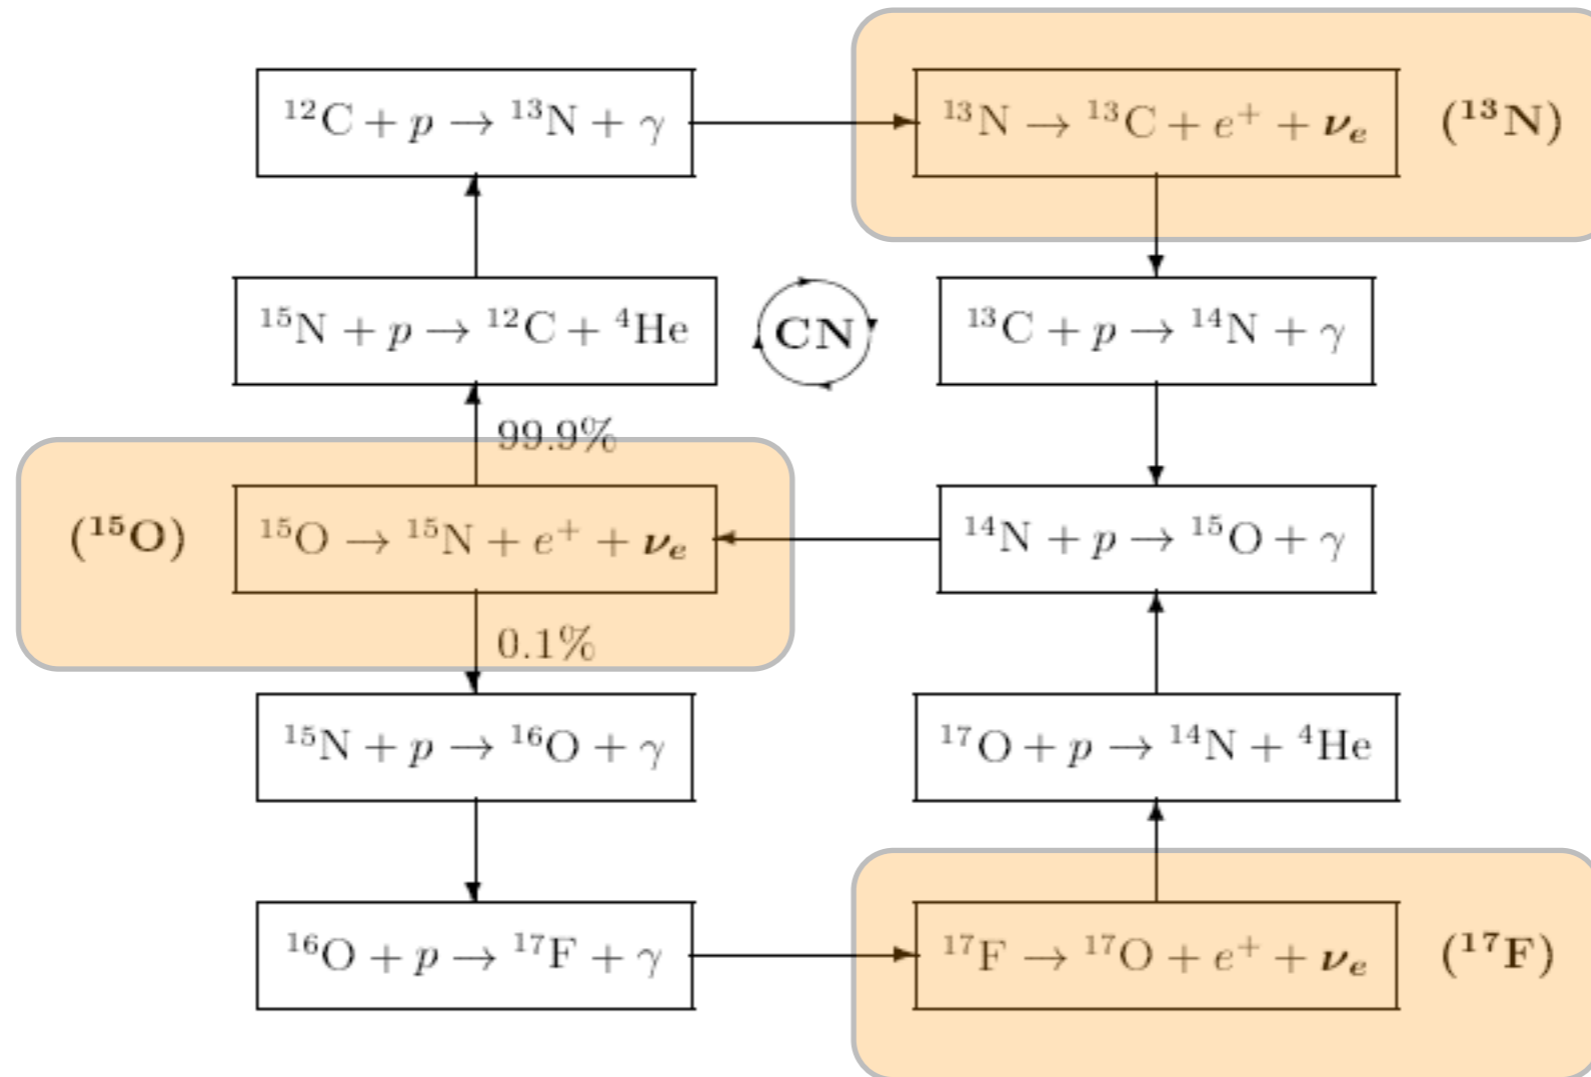 ¹²C + p → ¹³N + γ
¹³N → ¹³C + e⁺ + νₑ (¹³N)
¹⁵N + p → ¹²C + ⁴He
CN
¹³C + p → ¹⁴N + γ
99.9%
(¹⁵O) ¹⁵O → ¹⁵N + e⁺ + νₑ
¹⁴N + p → ¹⁵O + γ
0.1%
¹⁵N + p → ¹⁶O + γ
¹⁷O + p → ¹⁴N + ⁴He
¹⁶O + p → ¹⁷F + γ
¹⁷F → ¹⁷O + e⁺ + νₑ (¹⁷F)